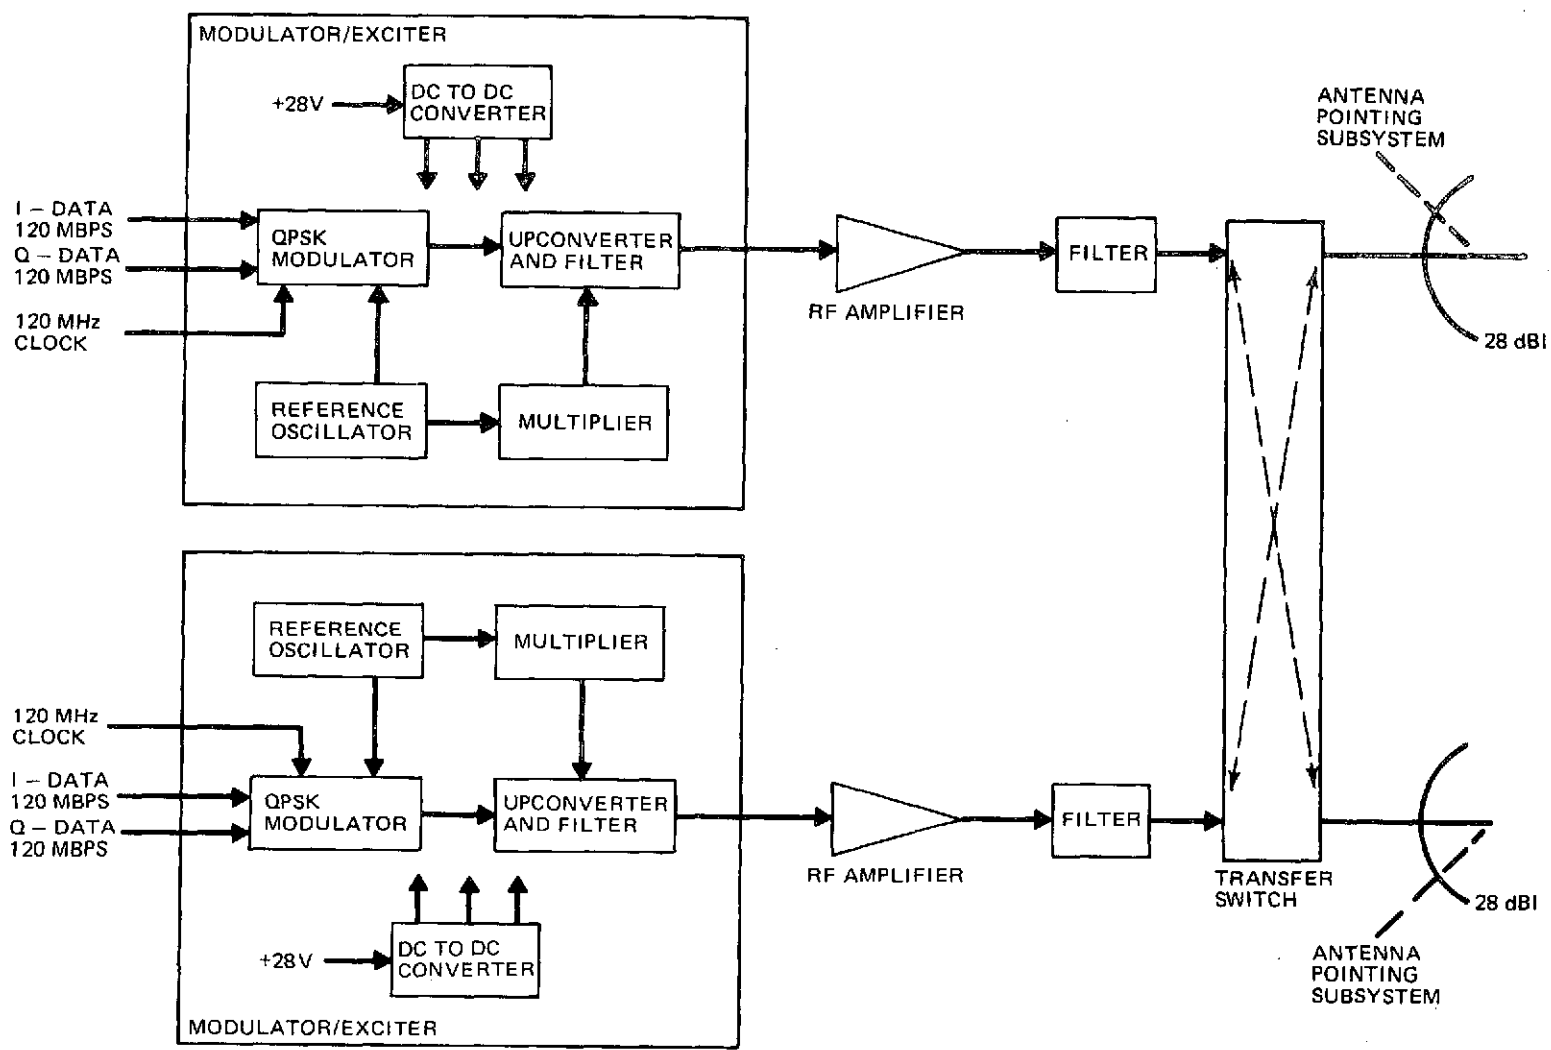 MODULATOR/EXCITER
+28V
DC TO DC
CONVERTER
I – DATA
120 MBPS
Q – DATA
120 MBPS
120 MHz
CLOCK
QPSK
MODULATOR
UPCONVERTER
AND FILTER
REFERENCE
OSCILLATOR
MULTIPLIER
RF AMPLIFIER
FILTER
ANTENNA
POINTING
SUBSYSTEM
28 dBI
REFERENCE
OSCILLATOR
MULTIPLIER
120 MHz
CLOCK
I – DATA
120 MBPS
Q – DATA
120 MBPS
QPSK
MODULATOR
UPCONVERTER
AND FILTER
+28V
DC TO DC
CONVERTER
MODULATOR/EXCITER
RF AMPLIFIER
FILTER
TRANSFER
SWITCH
28 dBI
ANTENNA
POINTING
SUBSYSTEM